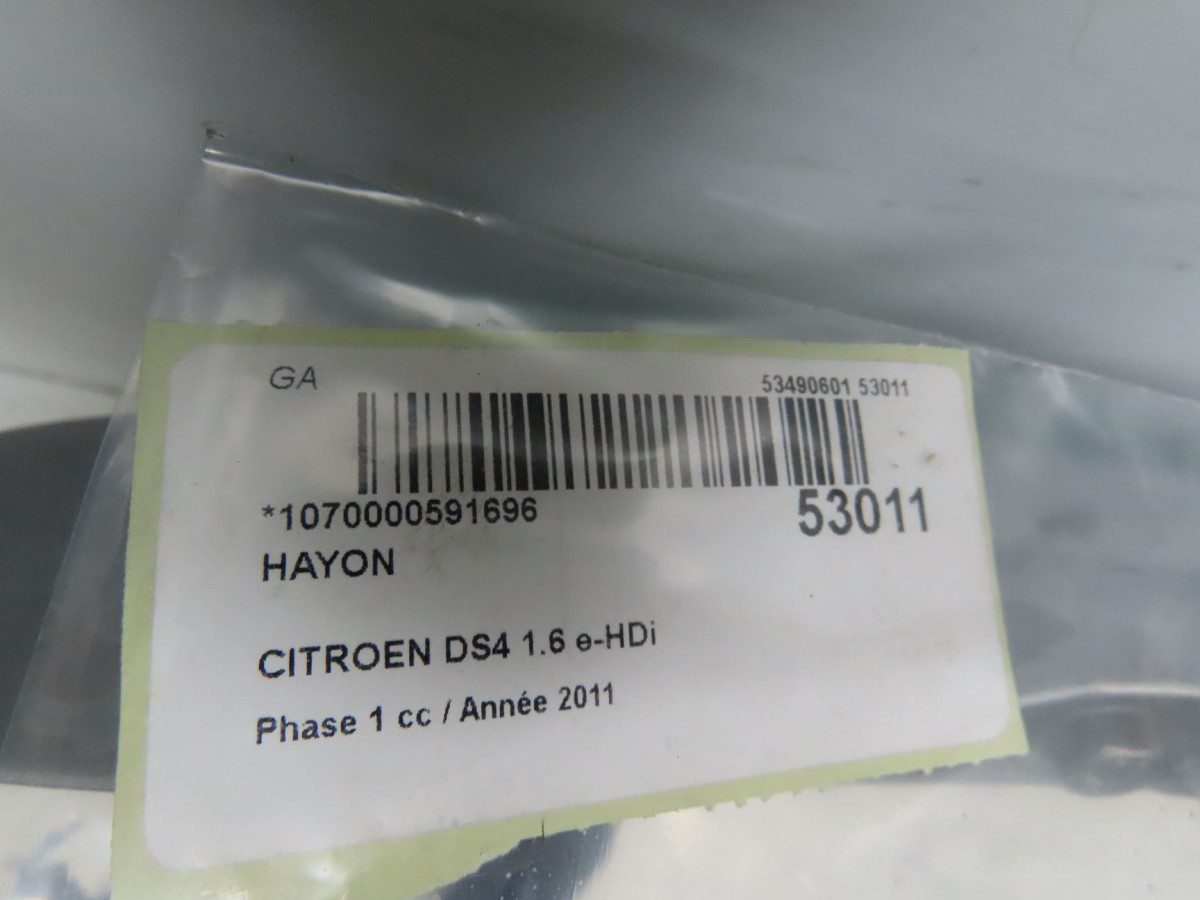 GA
53490601 53011
*1070000591696
53011
HAYON
CITROEN DS4 1.6 e-HDi
Phase 1 cc / Année 2011